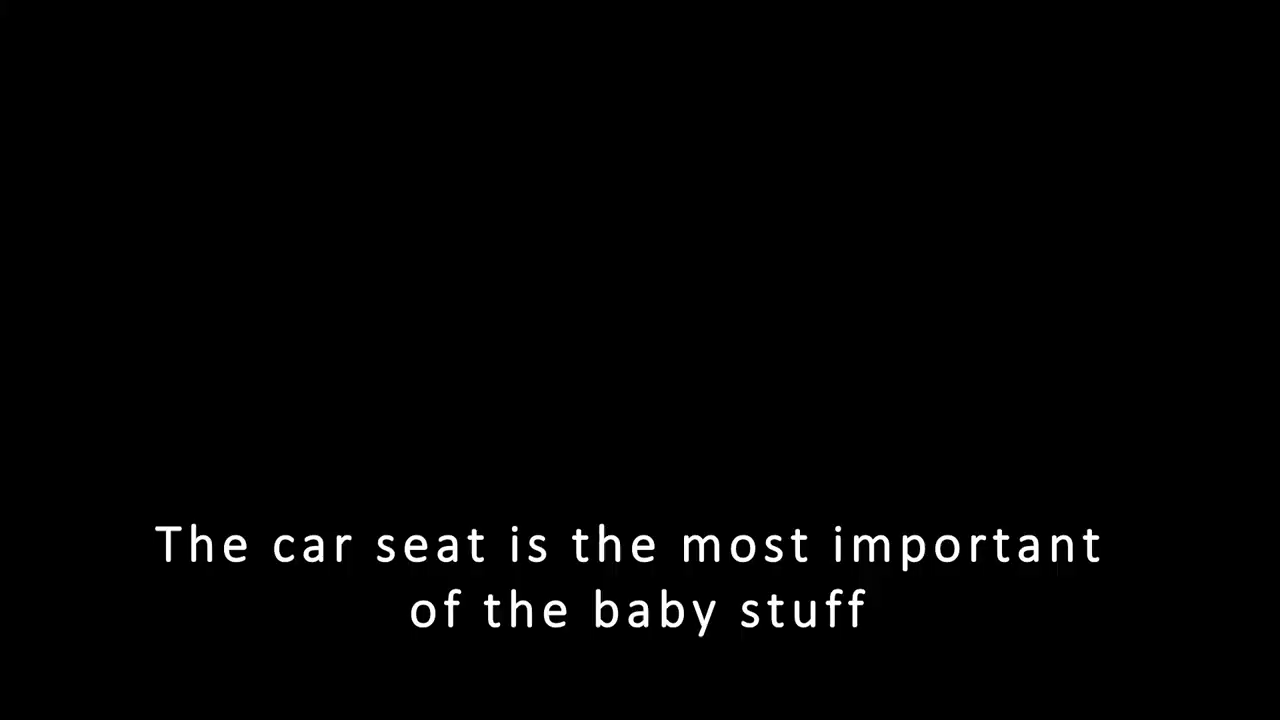 The car seat is the most important
of the baby stuff